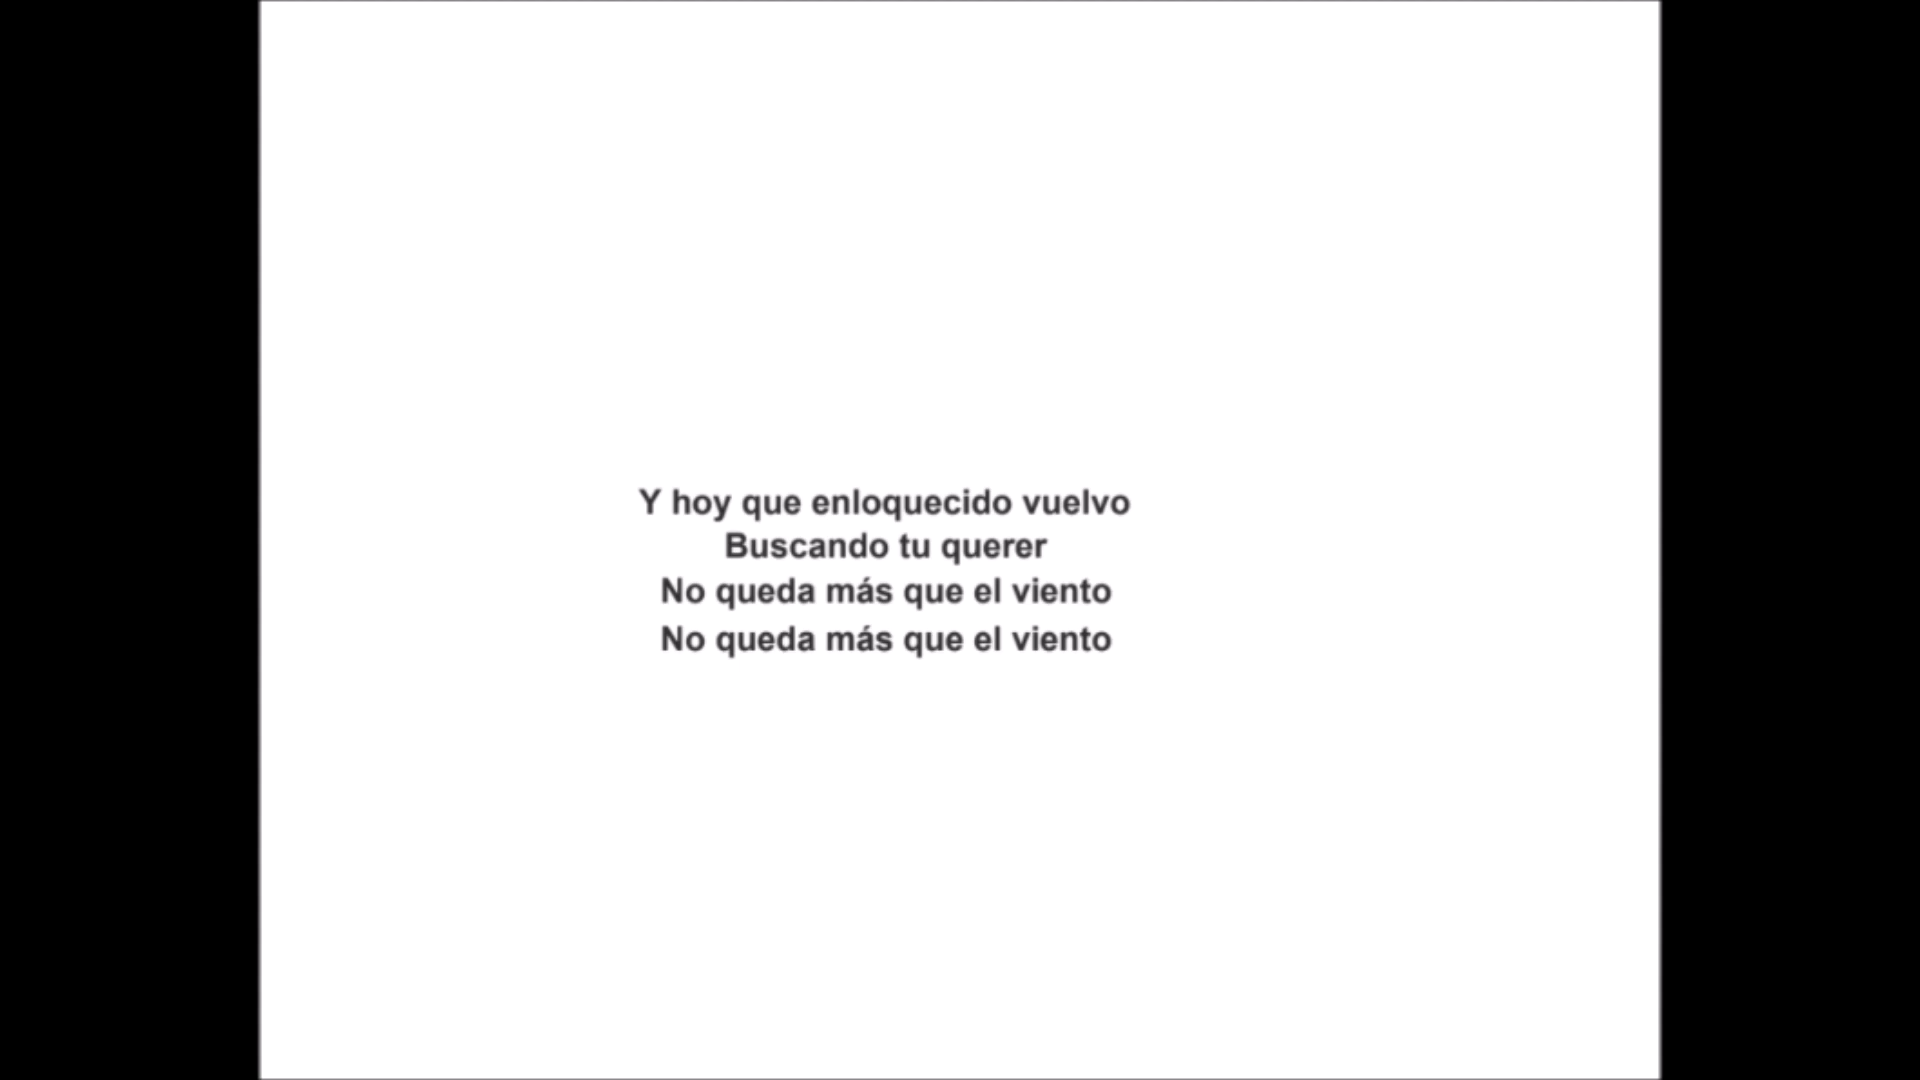 Y hoy que enloquecido vuelvo
Buscando tu querer
No queda más que el viento
No queda más que el viento